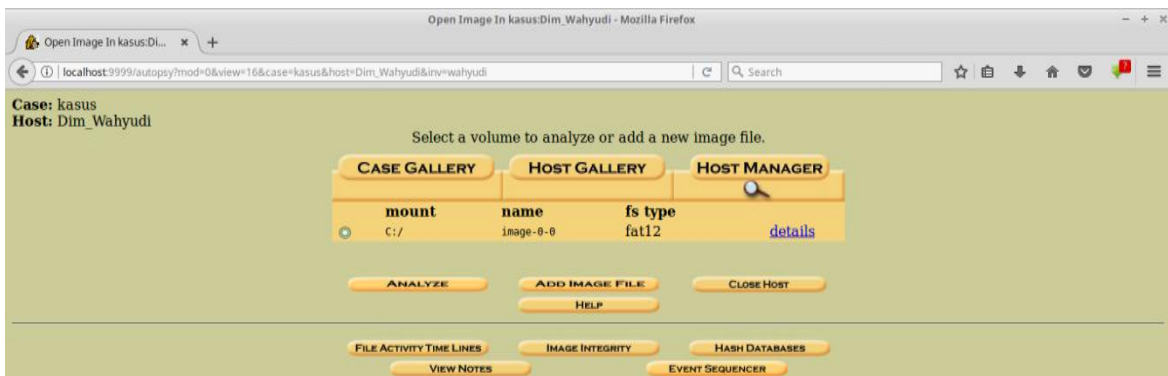 Open Image In kasus:Dim_Wahyudi - Mozilla Firefox
Open Image In kasus:Di...
localhost:9999/autopsy?mod=0&view=16&case=kasus&host=Dim_Wahyudi&inv=wahyudi
Search
?
Case: kasus
Host: Dim_Wahyudi
Select a volume to analyze or add a new image file.
CASE GALLERY HOST GALLERY HOST MANAGER
mount name fs type
C:/ image-0-0 fat12 details
ANALYZE ADD IMAGE FILE CLOSE HOST
HELP
FILE ACTIVITY TIME LINES IMAGE INTEGRITY HASH DATABASES
VIEW NOTES EVENT SEQUENCER